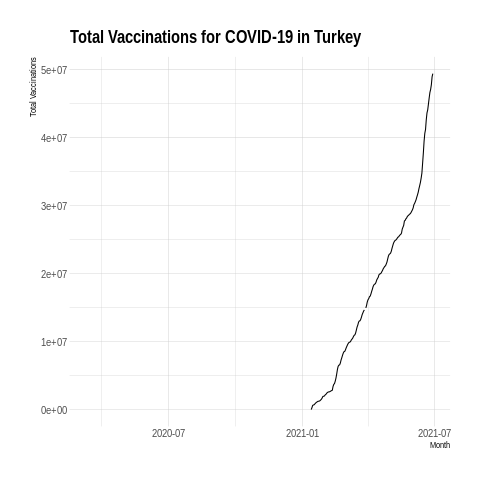 Total Vaccinations for COVID-19 in Turkey
Total Vaccinations
5e+07
4e+07
3e+07
2e+07
1e+07
0e+00
2020-07
2021-01
2021-07
Month